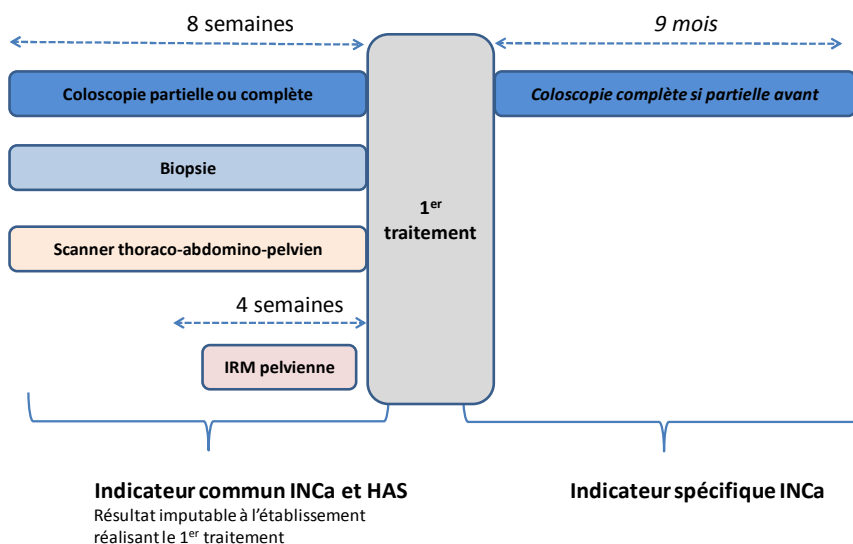 8 semaines
9 mois
Coloscopie partielle ou complète
Coloscopie complète si partielle avant
Biopsie
1er
traitement
Scanner thoraco-abdomino-pelvien
4 semaines
IRM pelvienne
Indicateur commun INCa et HAS
Résultat imputable à l'établissement
réalisant le 1er traitement
Indicateur spécifique INCa